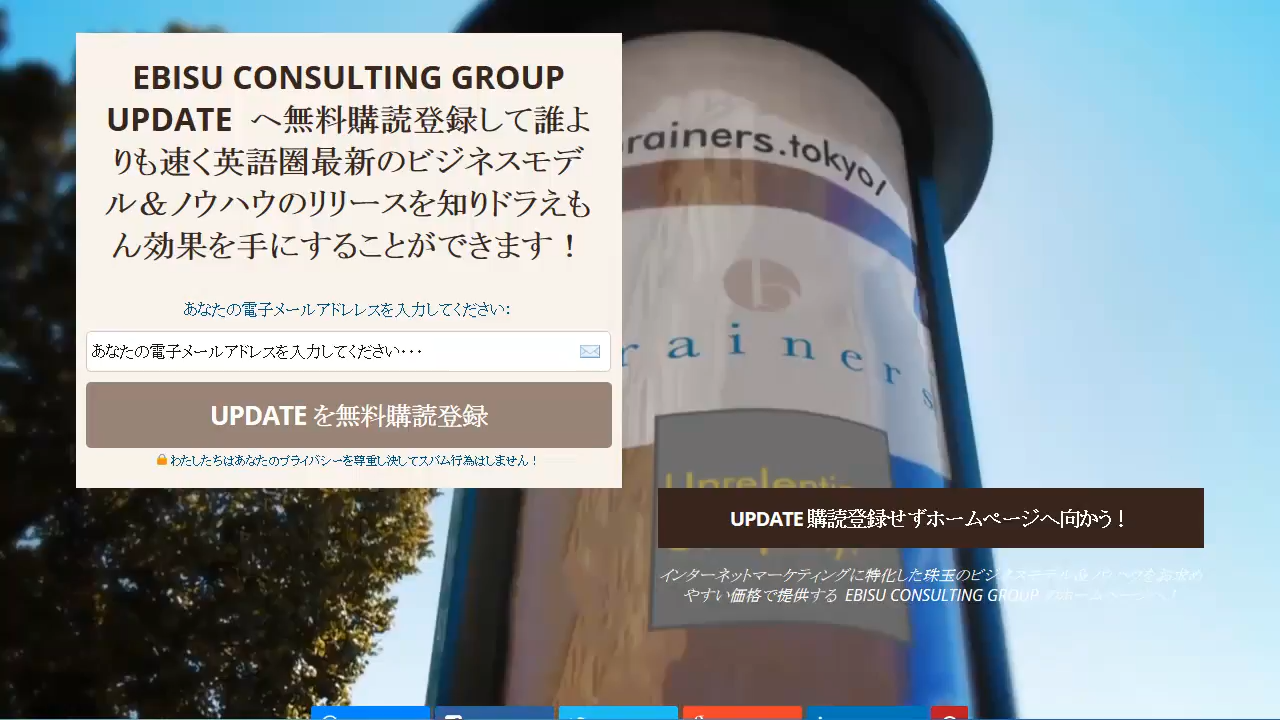 EBISU CONSULTING GROUP
UPDATE へ無料購読登録して誰よ
りも速く英語圏最新のビジネスモデ
ル＆ノウハウのリリースを知りドラえも
ん効果を手にすることができます！
あなたの電子メールアドレスを入力してください:
あなたの電子メールアドレスを入力してください･･･
UPDATE を無料購読登録
わたしたちはあなたのプライバシーを尊重し決してスパム行為はしません！
rainers.tokyo/
b
rainers
UPDATE 購読登録せずホームページへ向かう！
インターネットマーケティングに特化した珠玉のビジネスモデル＆ノウハウをお求め
やすい価格で提供する EBISU CONSULTING GROUP のホームページへ！